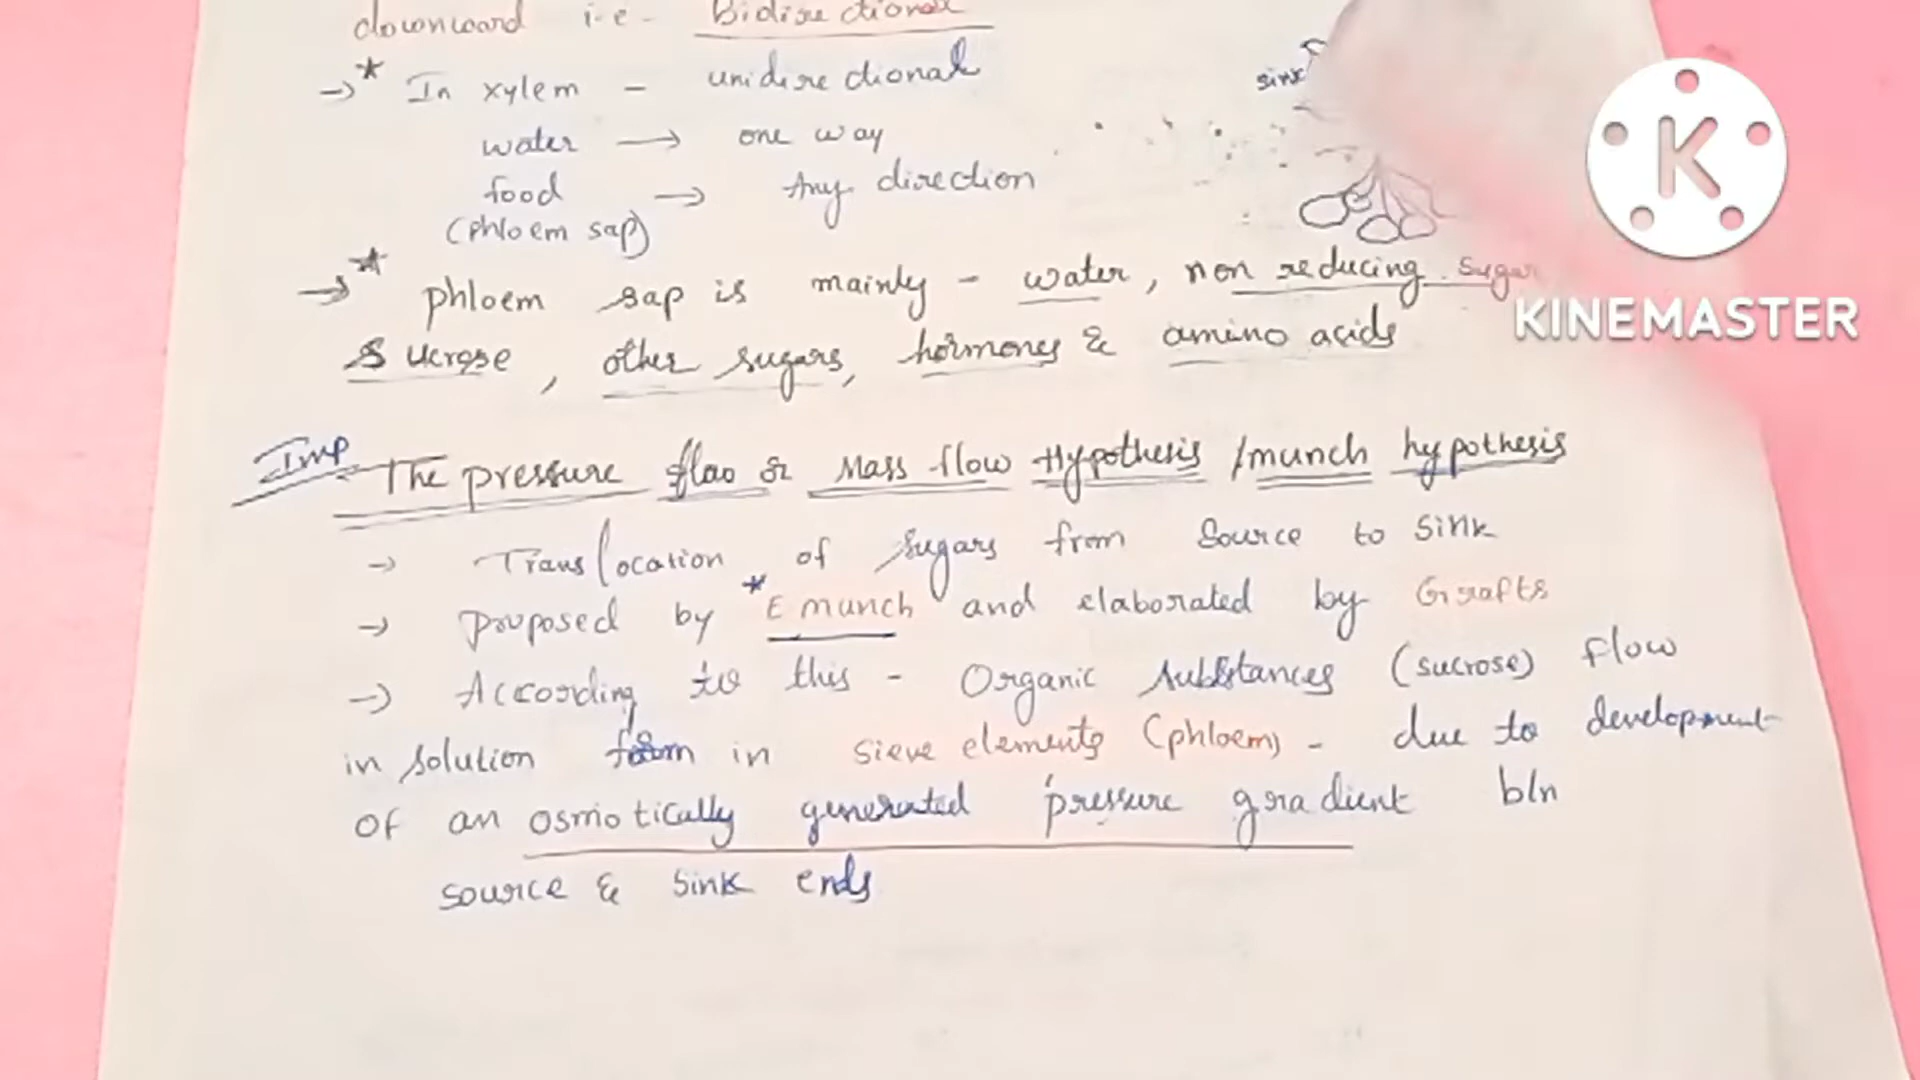 downward i-e- Bidirectional
→* In xylem - unidirectional
water → one way
food → Any direction
(phloem sap)
sink
→* phloem sap is mainly - water, non reducing sugar
Sucrose, other sugars, hormones & amino acids
Imp The pressure flao or Mass flow Hypothesis /munch hypothesis
→ Translocation of sugars from Source to Sink
→ proposed by *E munch and elaborated by Grafts
→ According to this - Organic Substances (sucrose) flow
in solution form in sieve elements (phloem) - due to development
of an osmotically generated pressure gradient b/n
source & sink ends
K
KINEMASTER